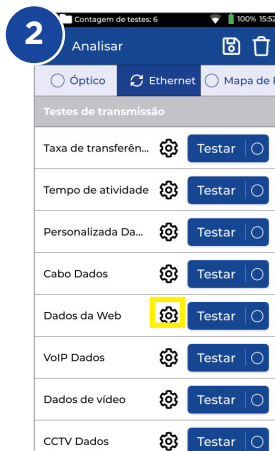 2
Contagem de testes: 6 100% 15:52
Analisar
Óptico Ethernet Mapa de
Testes de transmissão
Taxa de transferên... Testar
Tempo de atividade Testar
Personalizada Da... Testar
Cabo Dados Testar
Dados da Web Testar
VoIP Dados Testar
Dados de vídeo Testar
CCTV Dados Testar